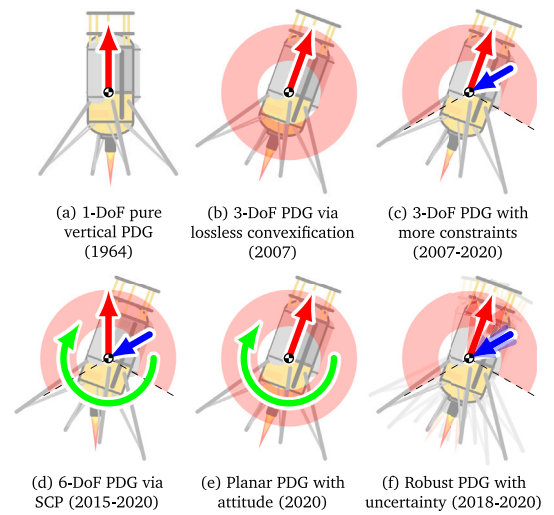 (a) 1-DoF pure
vertical PDG
(1964)
(b) 3-DoF PDG via
lossless convexification
(2007)
(c) 3-DoF PDG with
more constraints
(2007-2020)
(d) 6-DoF PDG via
SCP (2015-2020)
(e) Planar PDG with
attitude (2020)
(f) Robust PDG with
uncertainty (2018-2020)